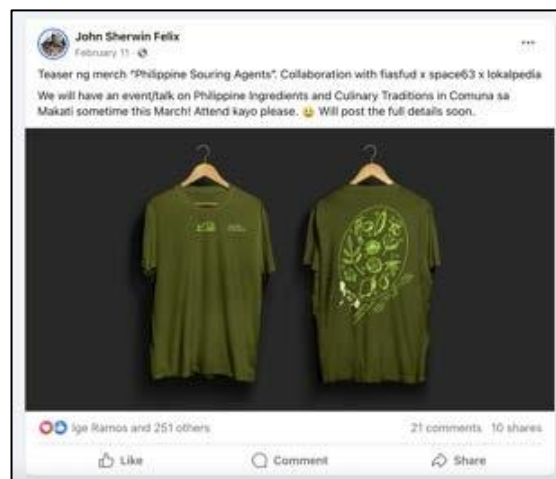 John Sherwin Felix
February 11
Teaser ng merch "Philippine Souring Agents". Collaboration with fiasfud x space63 x lokalpedia
We will have an event/talk on Philippine Ingredients and Culinary Traditions in Comuna sa
Makati sometime this March! Attend kayo please. 😀 Will post the full details soon.
Ige Ramos and 251 others
21 comments 10 shares
Like
Comment
Share